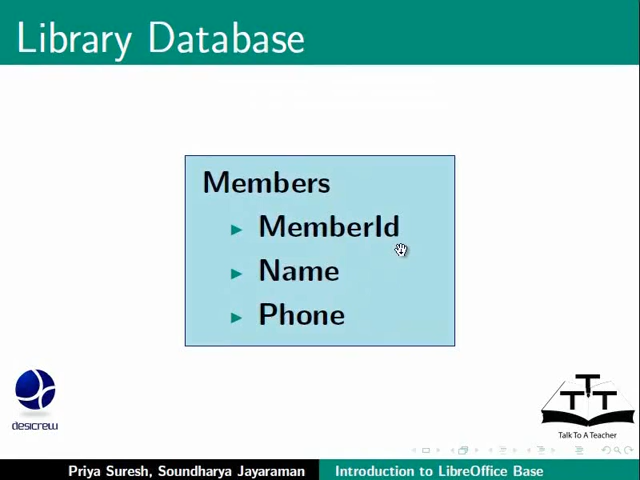 Library Database
Members
MemberId
Name
Phone
desicrew
T T T
Talk To A Teacher
Priya Suresh, Soundharya Jayaraman
Introduction to LibreOffice Base